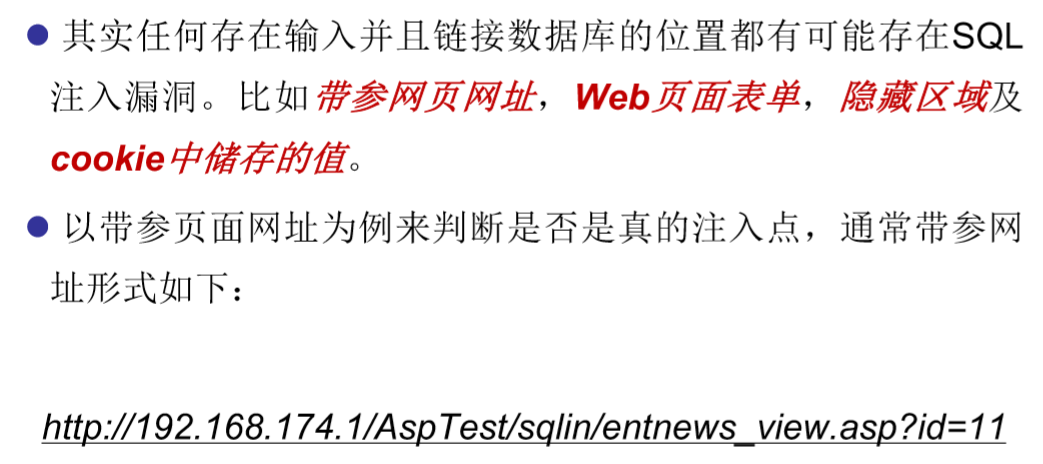 ● 其实任何存在输入并且链接数据库的位置都有可能存在SQL
注入漏洞。比如带参网页网址，Web页面表单，隐藏区域及
cookie中储存的值。
● 以带参页面网址为例来判断是否是真的注入点，通常带参网
址形式如下：
http://192.168.174.1/AspTest/sqlin/entnews_view.asp?id=11